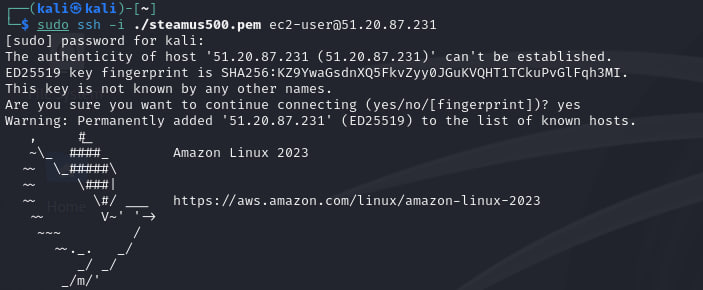 ┌──(kali㉿kali)-[~]
└─$ sudo ssh -i ./steamus500.pem ec2-user@51.20.87.231
[sudo] password for kali:
The authenticity of host '51.20.87.231 (51.20.87.231)' can't be established.
ED25519 key fingerprint is SHA256:KZ9YwaGsdnXQ5FkvZyy0JGuKVQHT1TCkuPvGlFqh3MI.
This key is not known by any other names.
Are you sure you want to continue connecting (yes/no/[fingerprint])? yes
Warning: Permanently added '51.20.87.231' (ED25519) to the list of known hosts.
   ,     #_
   ~\_  ####_        Amazon Linux 2023
  ~~  \_#####\
  ~~     \###|
  ~~       \#/ ___   https://aws.amazon.com/linux/amazon-linux-2023
   ~~       V~' '->
    ~~~         /
      ~~._.   _/
         _/ _/
       _/m/'
Home